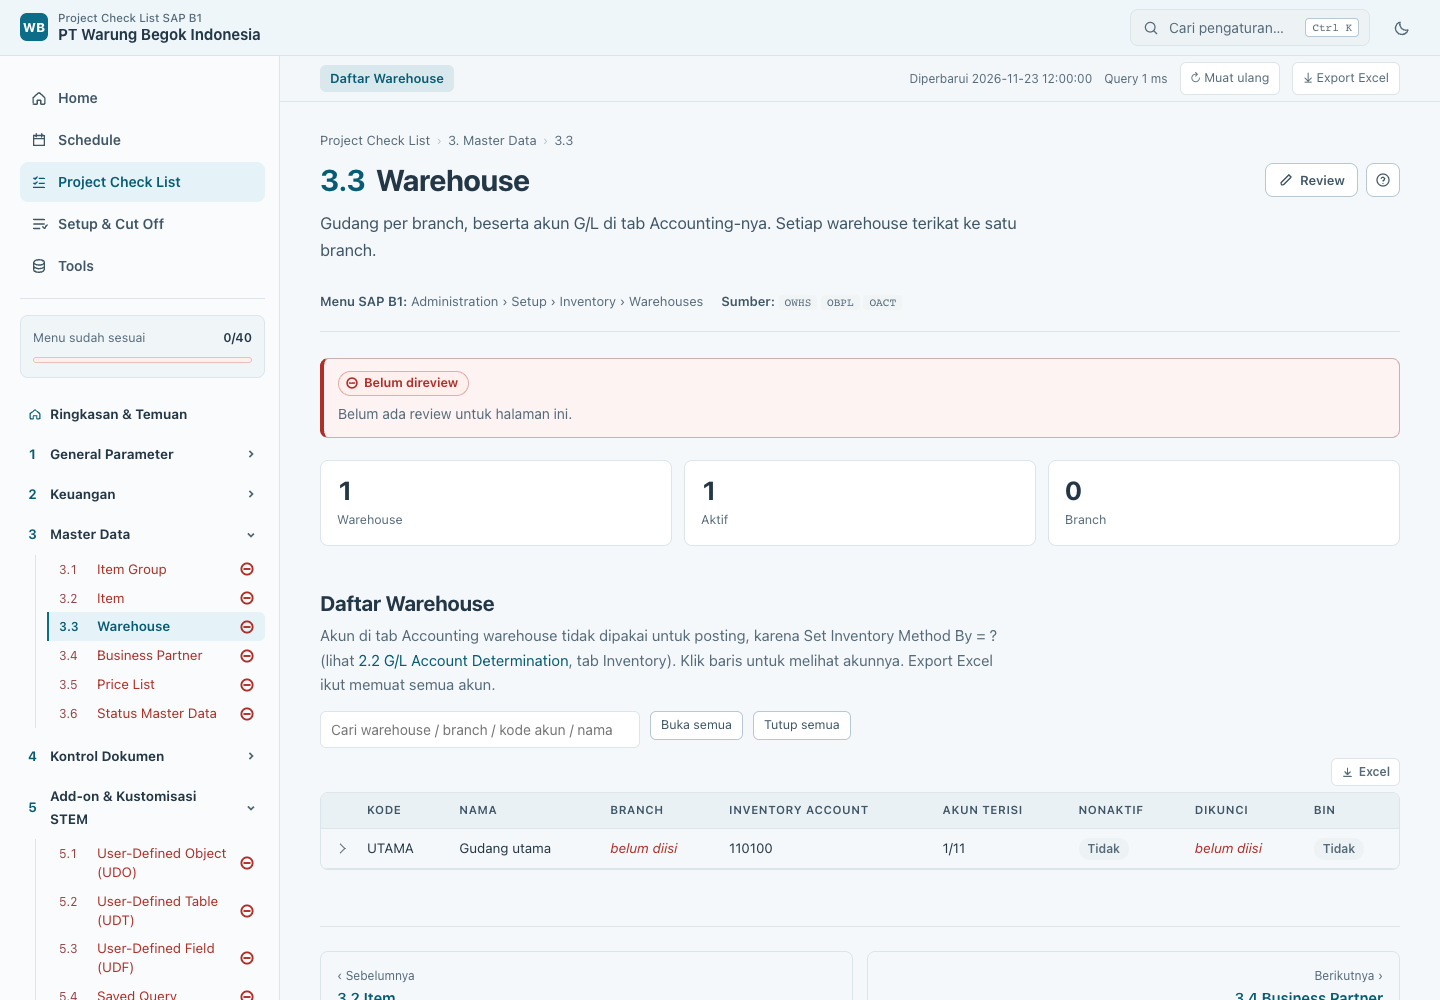 WB
Project Check List SAP B1
PT Warung Begok Indonesia
Cari pengaturan...
Ctrl K
Home
Schedule
Project Check List
Setup & Cut Off
Tools
Menu sudah sesuai 0/40
Ringkasan & Temuan
1 General Parameter
2 Keuangan
3 Master Data
3.1 Item Group
3.2 Item
3.3 Warehouse
3.4 Business Partner
3.5 Price List
3.6 Status Master Data
4 Kontrol Dokumen
5 Add-on & Kustomisasi
STEM
5.1 User-Defined Object
(UDO)
5.2 User-Defined Table
(UDT)
5.3 User-Defined Field
(UDF)
5.4 Saved Query
Daftar Warehouse
Diperbarui 2026-11-23 12:00:00 Query 1 ms ↻ Muat ulang ↓ Export Excel
Project Check List › 3. Master Data › 3.3
3.3 Warehouse
Review
Gudang per branch, beserta akun G/L di tab Accounting-nya. Setiap warehouse terikat ke satu
branch.
Menu SAP B1: Administration › Setup › Inventory › Warehouses Sumber: OWHS OBPL OACT
Belum direview
Belum ada review untuk halaman ini.
1
Warehouse
1
Aktif
0
Branch
Daftar Warehouse
Akun di tab Accounting warehouse tidak dipakai untuk posting, karena Set Inventory Method By = ?
(lihat 2.2 G/L Account Determination, tab Inventory). Klik baris untuk melihat akunnya. Export Excel
ikut memuat semua akun.
Cari warehouse / branch / kode akun / nama
Buka semua
Tutup semua
Excel
KODE NAMA BRANCH INVENTORY ACCOUNT AKUN TERISI NONAKTIF DIKUNCI BIN
UTAMA Gudang utama belum diisi 110100 1/11 Tidak belum diisi Tidak
‹ Sebelumnya
3.2 Item
Berikutnya ›
3.4 Business Partner